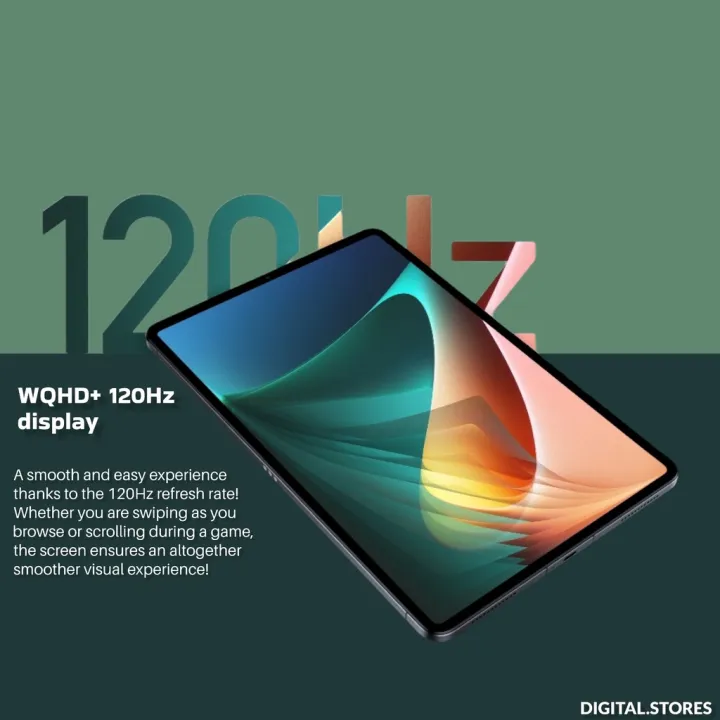 120Hz
WQHD+ 120Hz
display
A smooth and easy experience
thanks to the 120Hz refresh rate!
Whether you are swiping as you
browse or scrolling during a game,
the screen ensures an altogether
smoother visual experience!
DIGITAL.STORES